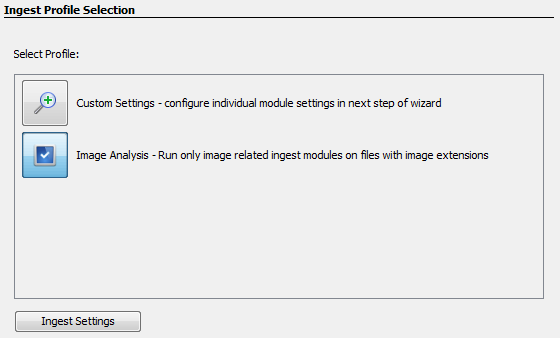 Ingest Profile Selection
Select Profile:
Custom Settings - configure individual module settings in next step of wizard
Image Analysis - Run only image related ingest modules on files with image extensions
Ingest Settings